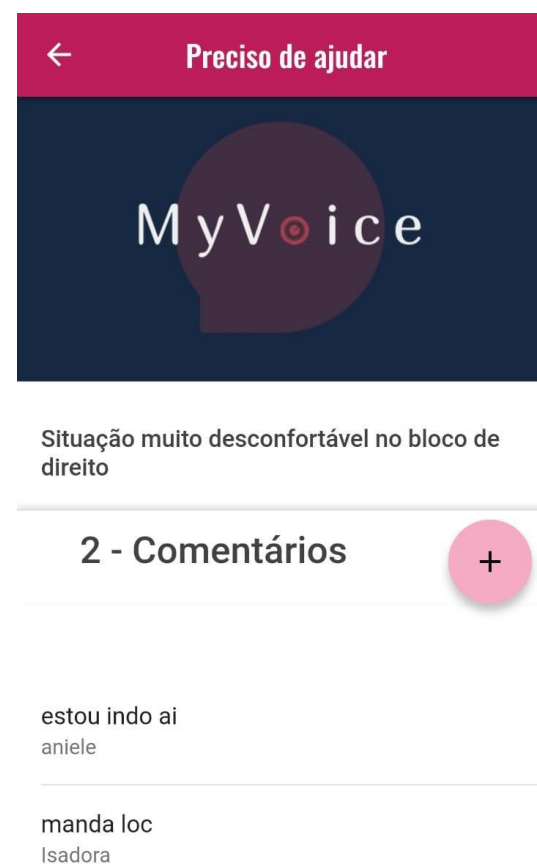 Preciso de ajudar
MyVoice
Situação muito desconfortável no bloco de
direito
2 - Comentários
+
estou indo ai
aniele
manda loc
Isadora